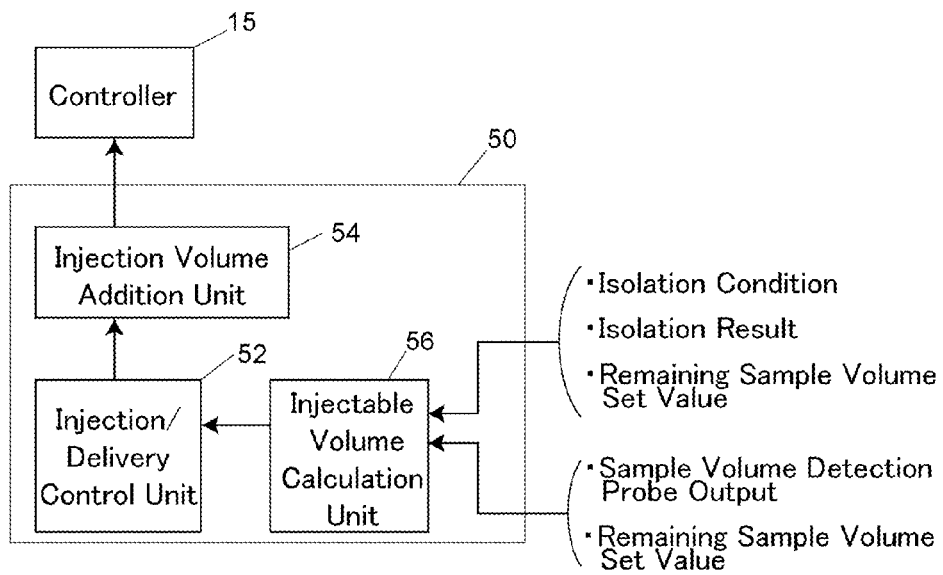 15
Controller
50
54
Injection Volume
Addition Unit
・Isolation Condition
・Isolation Result
・Remaining Sample Volume
Set Value
52
56
Injection/
Delivery
Control Unit
Injectable
Volume
Calculation
Unit
・Sample Volume Detection
Probe Output
・Remaining Sample Volume
Set Value